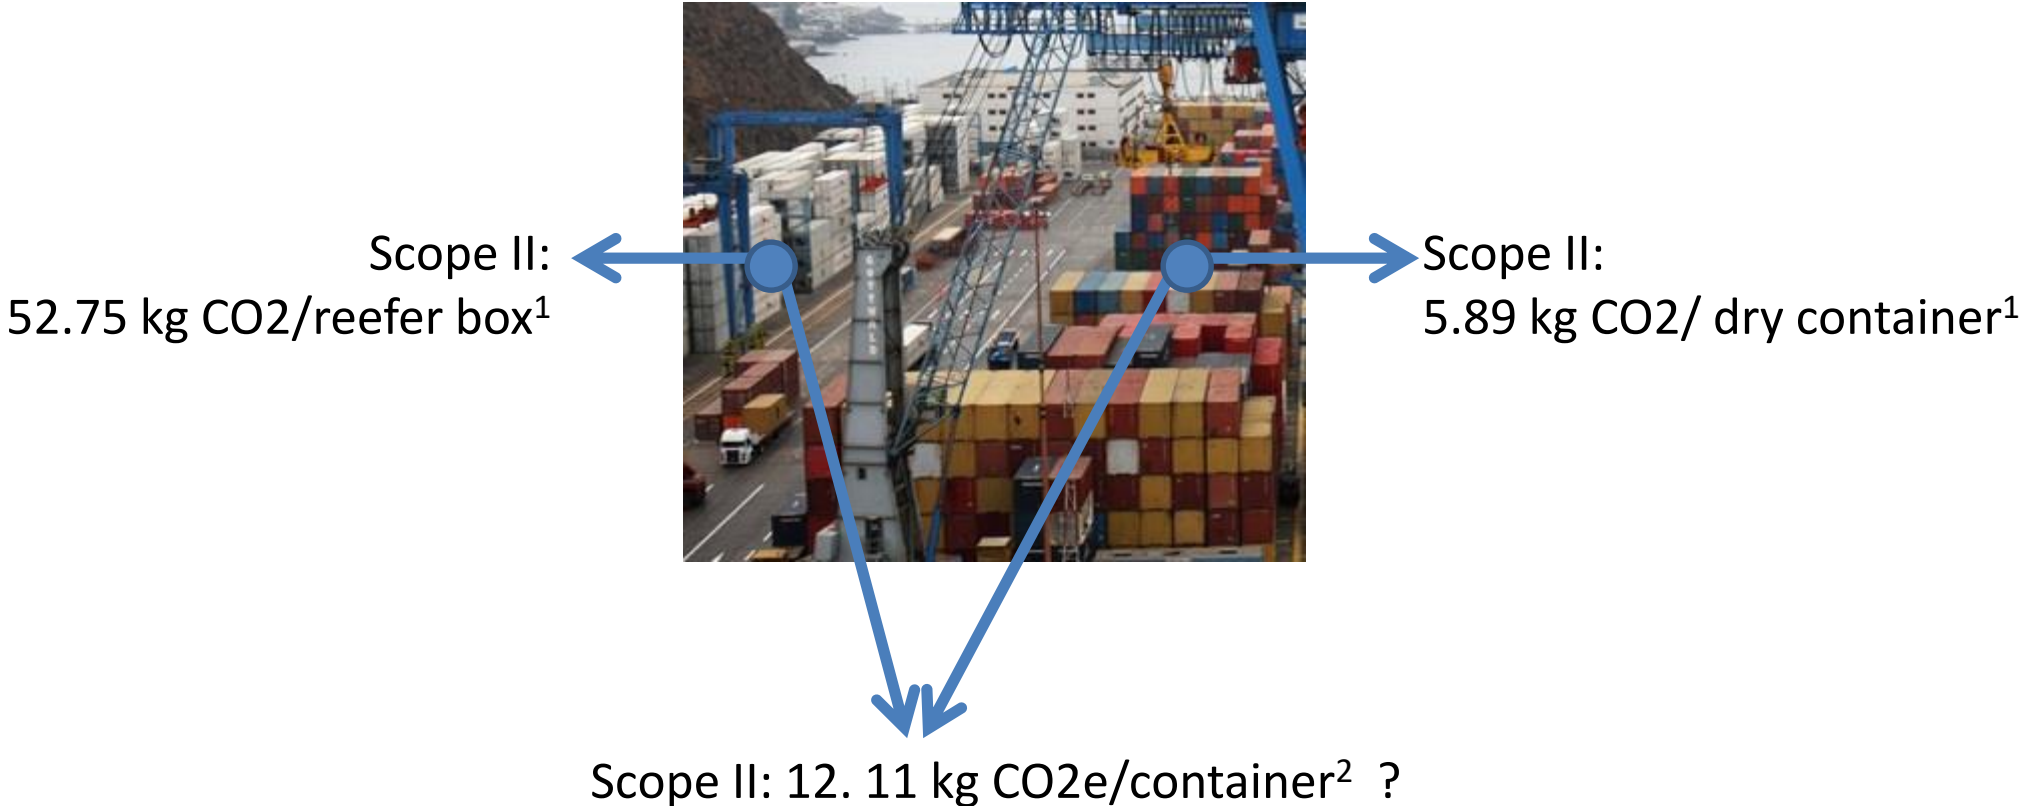 Scope II:
52.75 kg CO2/reefer box¹
Scope II:
5.89 kg CO2/ dry container¹
GOTTWALD
Scope II: 12. 11 kg CO2e/container²  ?